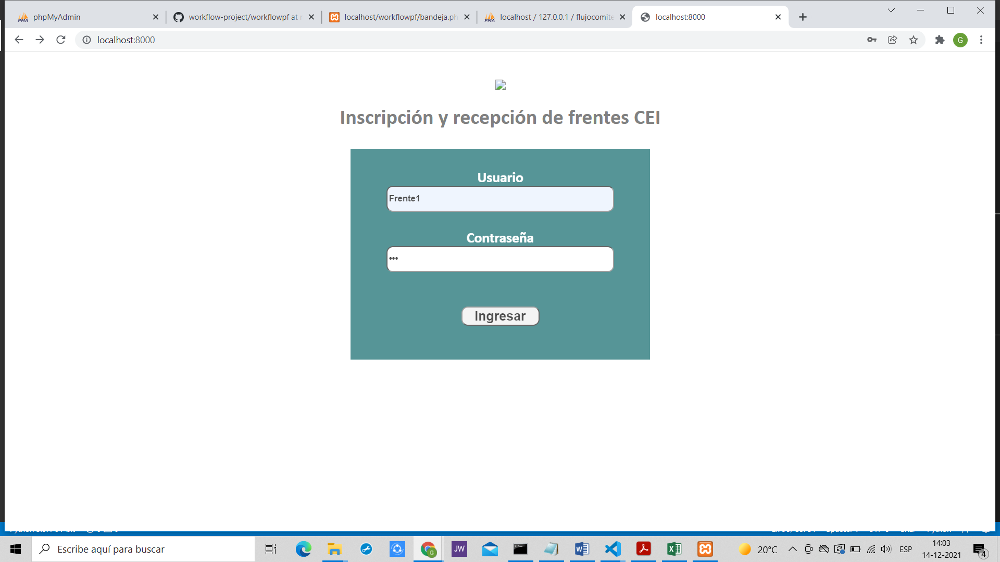 phpMyAdmin
workflow-project/workflowpf at
localhost/workflowpf/bandeja.ph
localhost / 127.0.0.1 / flujocomite
localhost:8000
localhost:8000
G
Inscripción y recepción de frentes CEI
Usuario
Frente1
Contraseña
•••
Ingresar
Escribe aquí para buscar
JW
20°C
ESP
14:03
14-12-2021
4